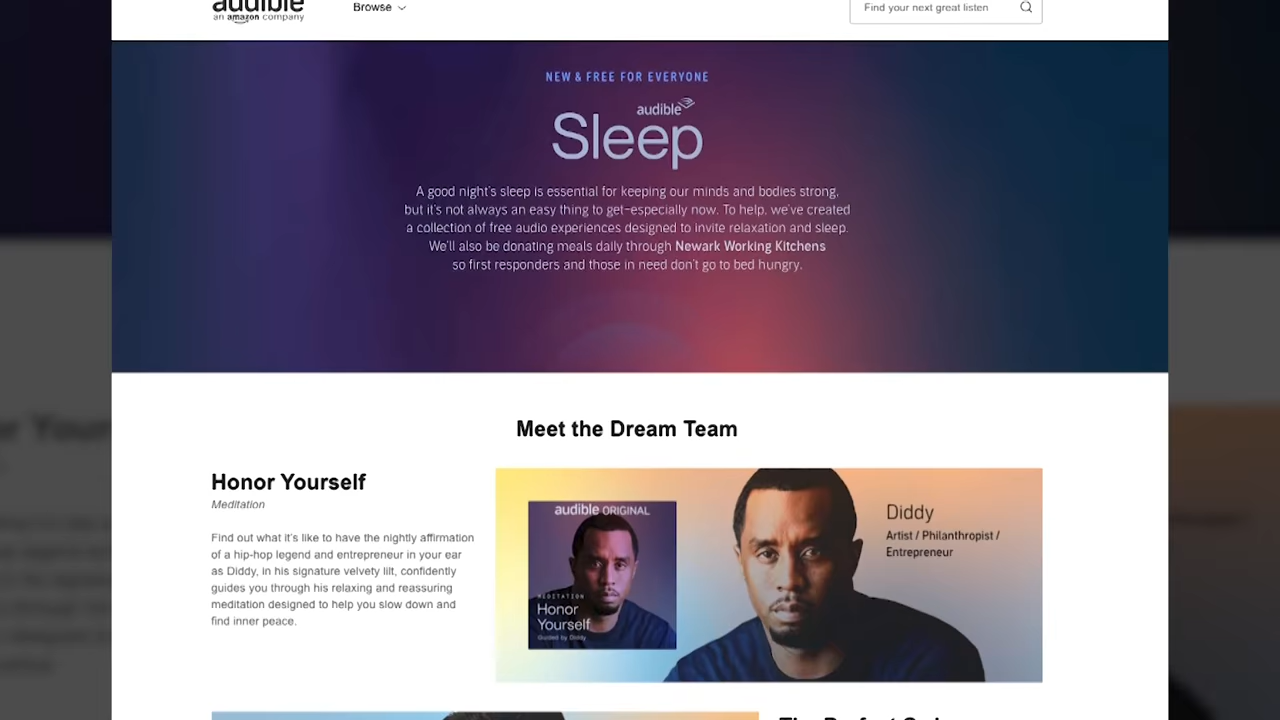 audible
an amazon company
Browse
Find your next great listen
NEW & FREE FOR EVERYONE
audible
Sleep
A good night's sleep is essential for keeping our minds and bodies strong,
but it's not always an easy thing to get–especially now. To help, we've created
a collection of free audio experiences designed to invite relaxation and sleep.
We'll also be donating meals daily through Newark Working Kitchens
so first responders and those in need don't go to bed hungry.
Meet the Dream Team
Honor Yourself
Meditation
Find out what it's like to have the nightly affirmation
of a hip-hop legend and entrepreneur in your ear
as Diddy, in his signature velvety lilt, confidently
guides you through his relaxing and reassuring
meditation designed to help you slow down and
find inner peace.
audible ORIGINAL
MEDITATION
Honor
Yourself
Guided by Diddy
Diddy
Artist / Philanthropist /
Entrepreneur
The Perfect